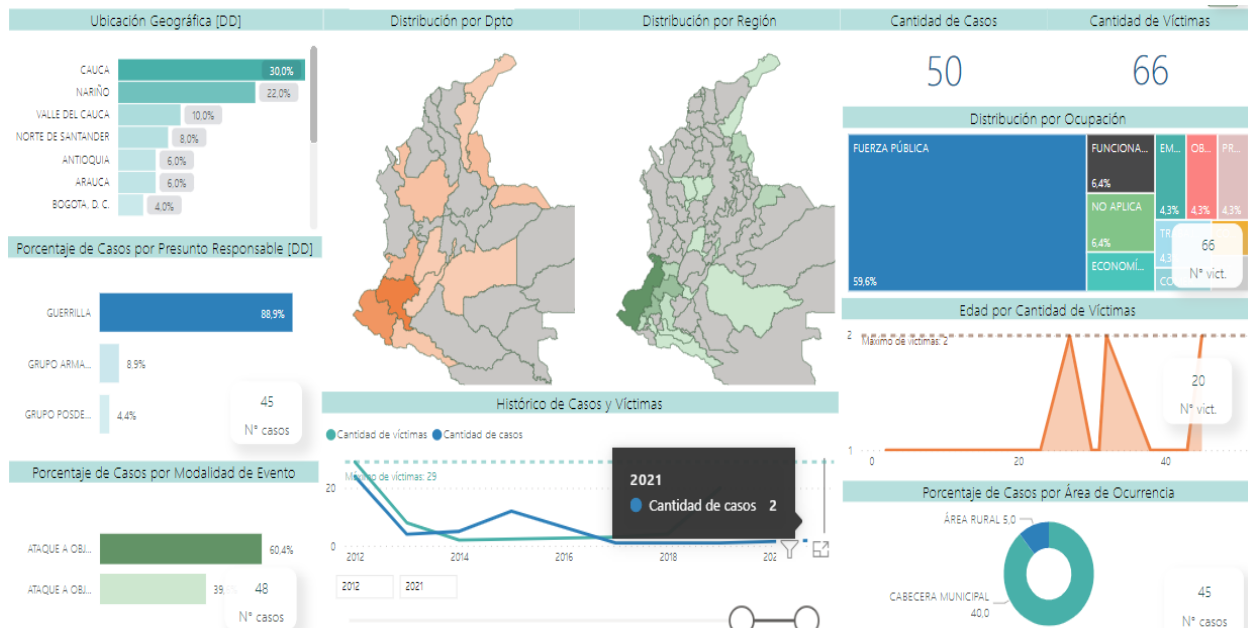 Ubicación Geográfica [DD]
CAUCA
30,0%
NARIÑO
22,0%
VALLE DEL CAUCA
10,0%
NORTE DE SANTANDER
8,0%
ANTIOQUIA
6,0%
ARAUCA
6,0%
BOGOTA, D. C.
4,0%
Porcentaje de Casos por Presunto Responsable [DD]
GUERRILLA
88,9%
GRUPO ARMA...
8,9%
GRUPO POSDE...
4,4%
45
N° casos
Porcentaje de Casos por Modalidad de Evento
ATAQUE A OBJ...
60,4%
ATAQUE A OBJ...
39,
48
N° casos
Distribución por Dpto
Distribución por Región
Histórico de Casos y Víctimas
Cantidad de víctimas
Cantidad de casos
Máximo de víctimas: 29
20
0
2012
2014
2016
2018
202
2021
Cantidad de casos 2
2012
2021
Cantidad de Casos
Cantidad de Víctimas
50
66
Distribución por Ocupación
FUERZA PÚBLICA
59,6%
FUNCIONA...
6,4%
NO APLICA
6,4%
ECONOMÍ...
EM...
4,3%
OB...
4,3%
PR...
4,3%
TR
4,3
CO
66
N° vict.
Edad por Cantidad de Víctimas
2
Máximo de víctimas: 2
1
0
20
40
20
N° vict.
Porcentaje de Casos por Área de Ocurrencia
ÁREA RURAL 5,0
CABECERA MUNICIPAL
40,0
45
N° casos